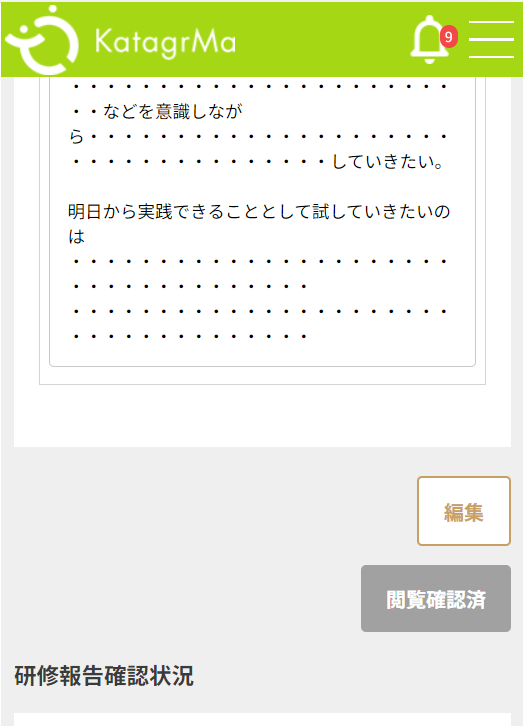 KatagrMa
9
・・・・・・・・・・・・・・・・・・・・・・
・・などを意識しなが
ら・・・・・・・・・・・・・・・・・・・・・
・・・・・・・・・・・・・・・していきたい。
明日から実践できることとして試していきたいの
は
・・・・・・・・・・・・・・・・・・・・・・
・・・・・・・・・・・・・・
・・・・・・・・・・・・・・・・・・・・・・
・・・・・・・・・・・・・・
編集
閲覧確認済
研修報告確認状況